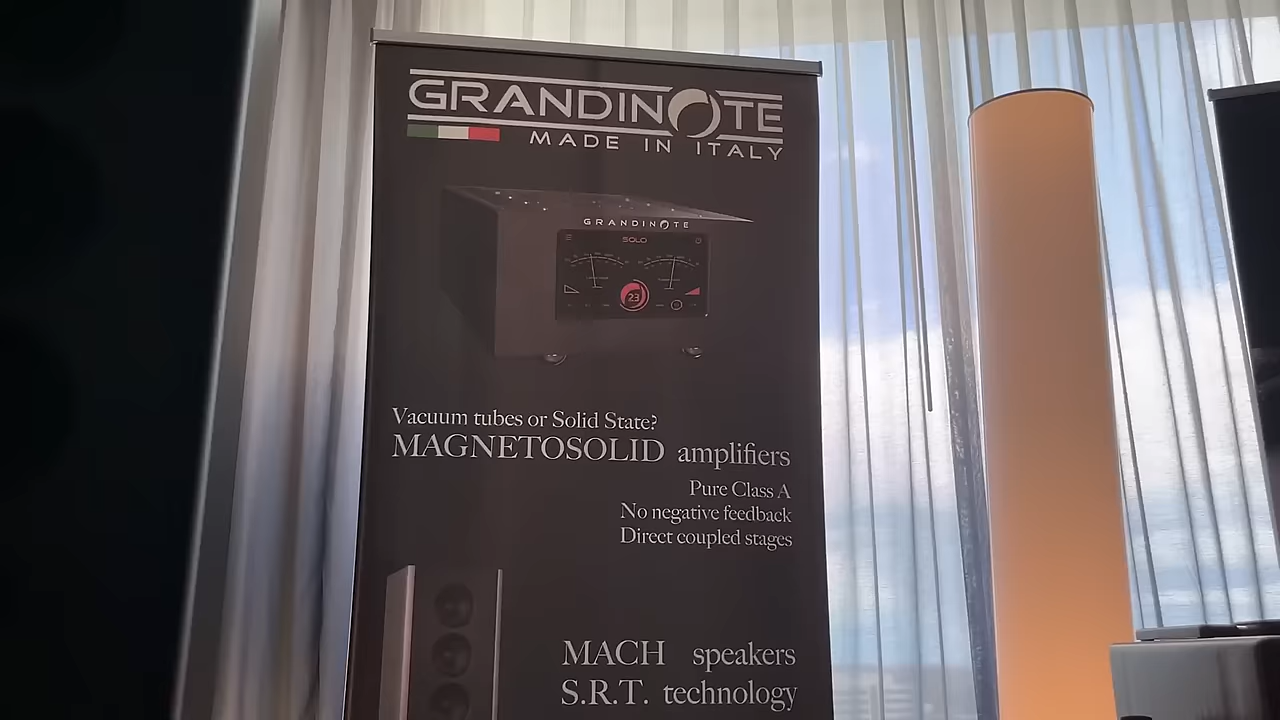 GRANDINOTE
MADE IN ITALY
GRANDINOTE
SOLO
23
Vacuum tubes or Solid State?
MAGNETOSOLID amplifiers
Pure Class A
No negative feedback
Direct coupled stages
MACH speakers
S.R.T. technology